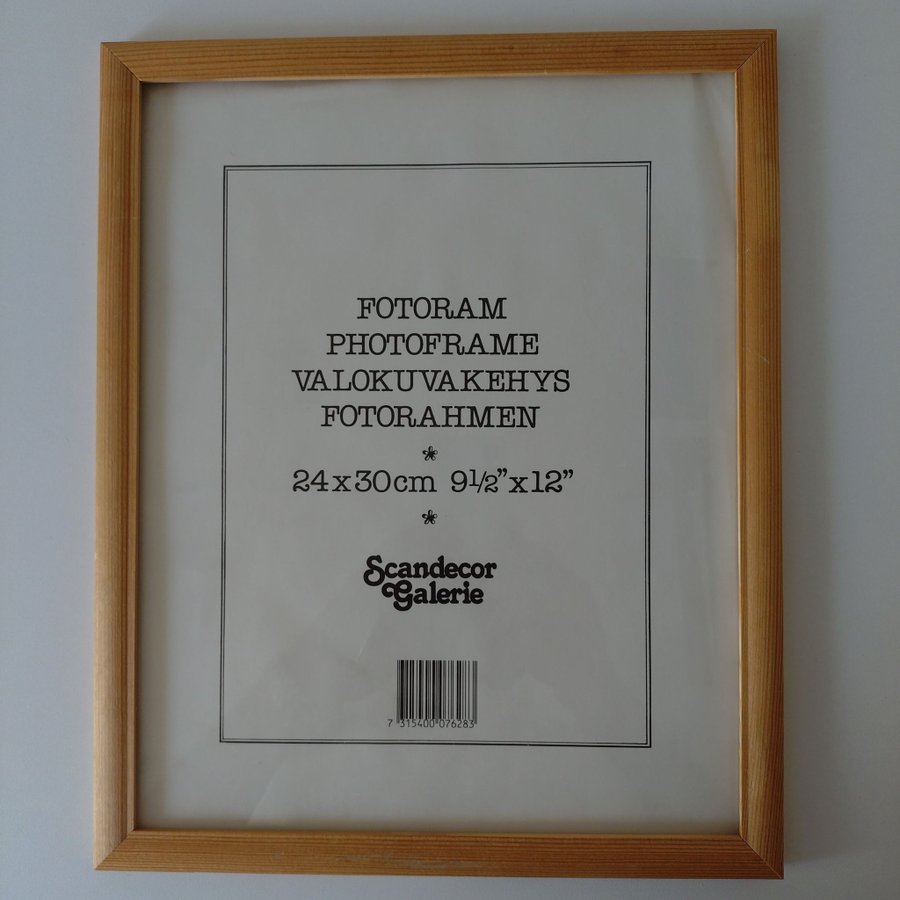 FOTORAM
PHOTOFRAME
VALOKUVAKEHYS
FOTORAHMEN
24x30cm 9½”x12”
Scandecor
Galerie
7 315400 076283